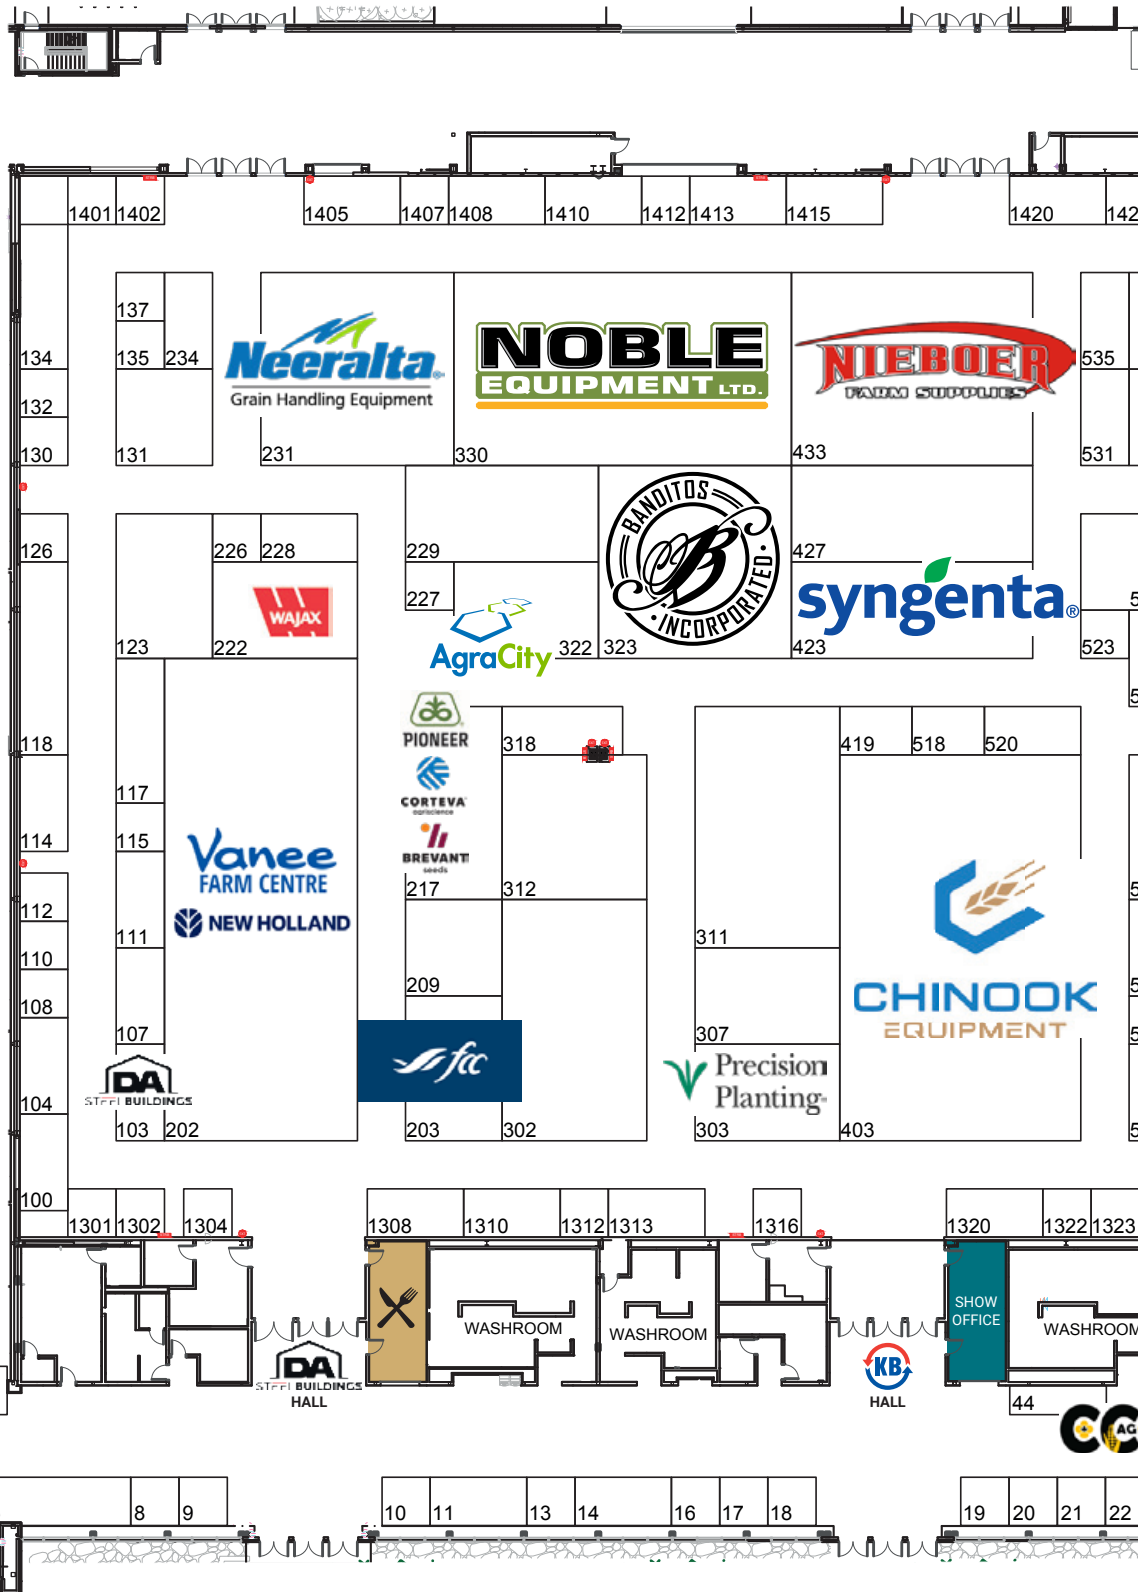 1401 1402 1405 1407 1408 1410 1412 1413 1415 1420
137
134 135 234 535
Neeralta
Grain Handling Equipment
NOBLE
EQUIPMENT LTD.
NIEBOER
FARM SUPPLIES
132
130 131 231 330 433 531
126 226 228 229 427
BANDITOS
B
INCORPORATED
227
WAJAX
syngenta®
123 222 322 323 423 523
AgraCity
PIONEER
118 318 419 518 520
CORTEVA
agriscience
117
114 115
BREVANT
seeds
Vanee
FARM CENTRE
217 312
112
NEW HOLLAND
111 311
110
209
108
CHINOOK
EQUIPMENT
107 307
fcc
DA
STEEL BUILDINGS
Precision
Planting
104
103 202 203 302 303 403
100
1301 1302 1304 1308 1310 1312 1313 1316 1320 1322 1323
SHOW
OFFICE
WASHROOM WASHROOM WASHROOM
DA
STEEL BUILDINGS
HALL
KB
HALL
44
CC
AG
8 9 10 11 13 14 16 17 18 19 20 21 22